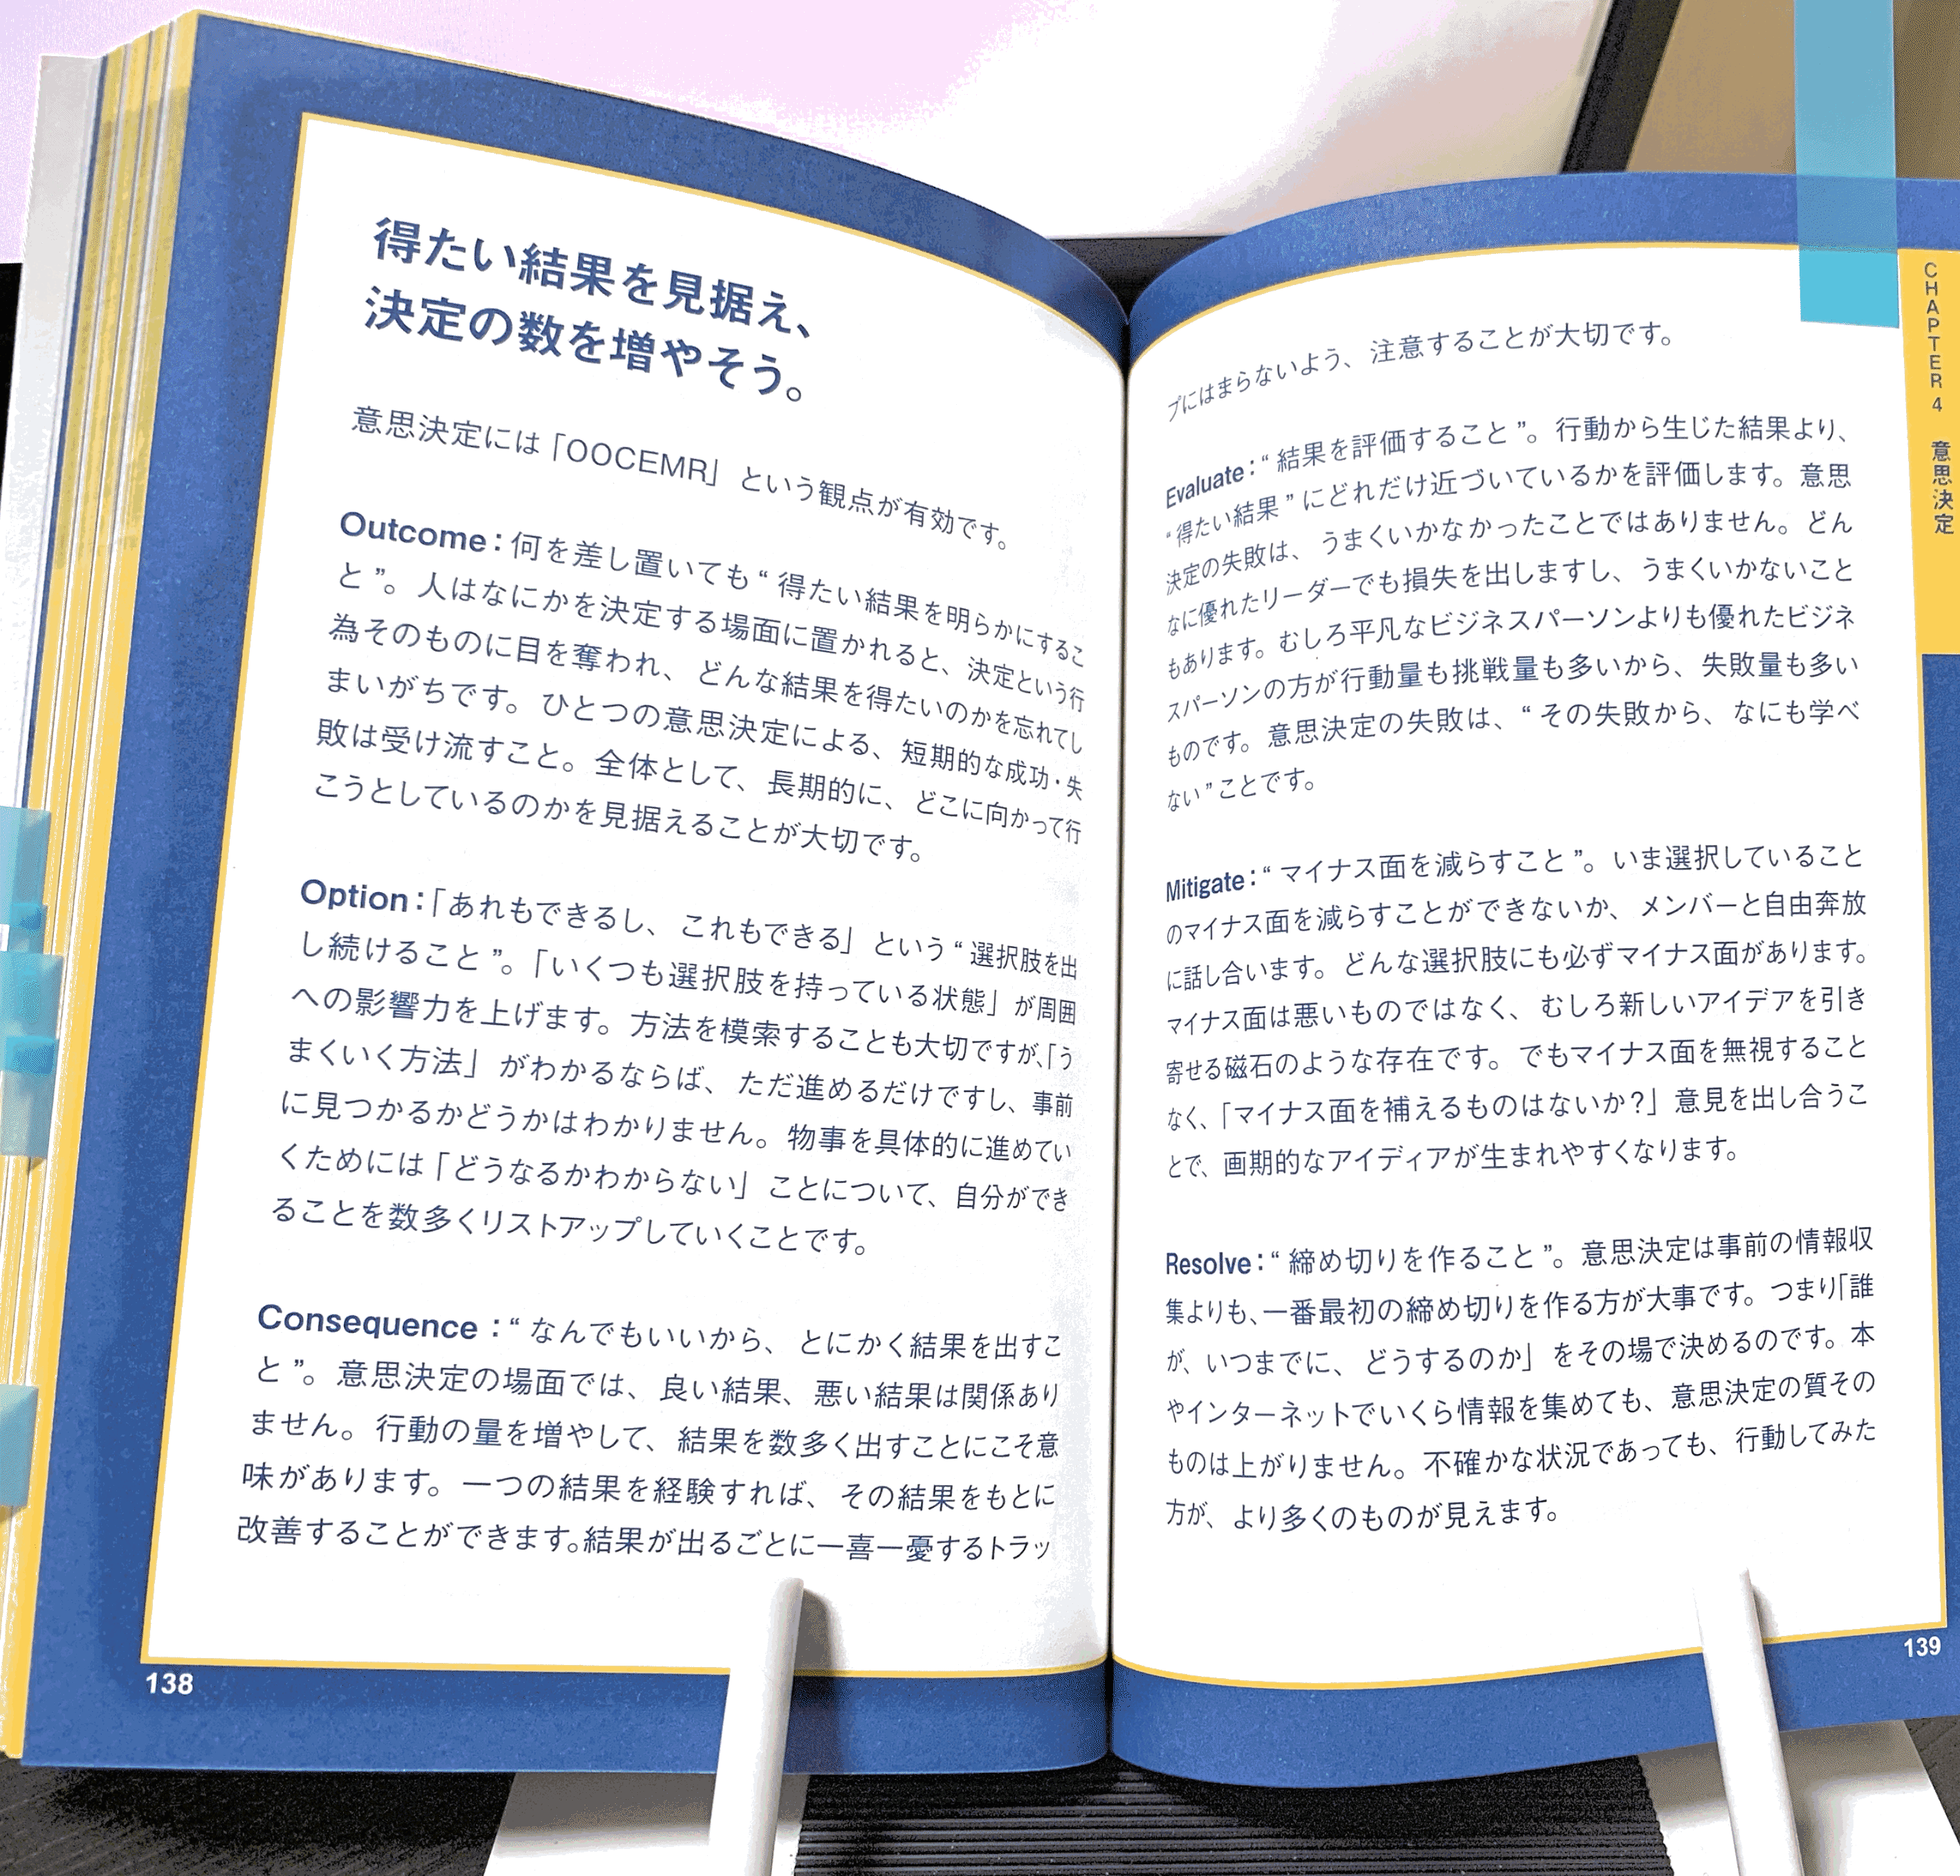 得たい結果を見据え、
決定の数を増やそう。
意思決定には「OOCEMR」という観点が有効です。
Outcome：何を差し置いても“得たい結果を明らかにするこ
と”。人はなにかを決定する場面に置かれると、決定という行
為そのものに目を奪われ、どんな結果を得たいのかを忘れてし
まいがちです。ひとつの意思決定による、短期的な成功・失
敗は受け流すこと。全体として、長期的に、どこに向かって行
こうとしているのかを見据えることが大切です。
Option：「あれもできるし、これもできる」という“選択肢を出
し続けること”。「いくつも選択肢を持っている状態」が周囲
への影響力を上げます。方法を模索することも大切ですが、「う
まくいく方法」がわかるならば、ただ進めるだけですし、事前
に見つかるかどうかはわかりません。物事を具体的に進めてい
くためには「どうなるかわからない」ことについて、自分ができ
ることを数多くリストアップしていくことです。
Consequence：“なんでもいいから、とにかく結果を出すこ
と”。意思決定の場面では、良い結果、悪い結果は関係あり
ません。行動の量を増やして、結果を数多く出すことにこそ意
味があります。一つの結果を経験すれば、その結果をもとに
改善することができます。結果が出るごとに一喜一憂するトラッ
138
プにはまらないよう、注意することが大切です。
Evaluate：“結果を評価すること”。行動から生じた結果より、
“得たい結果”にどれだけ近づいているかを評価します。意思
決定の失敗は、うまくいかなかったことではありません。どん
なに優れたリーダーでも損失を出しますし、うまくいかないこと
もあります。むしろ平凡なビジネスパーソンよりも優れたビジネ
スパーソンの方が行動量も挑戦量も多いから、失敗量も多い
ものです。意思決定の失敗は、“その失敗から、なにも学べ
ない”ことです。
Mitigate：“マイナス面を減らすこと”。いま選択していること
のマイナス面を減らすことができないか、メンバーと自由奔放
に話し合います。どんな選択肢にも必ずマイナス面があります。
マイナス面は悪いものではなく、むしろ新しいアイデアを引き
寄せる磁石のような存在です。でもマイナス面を無視すること
なく、「マイナス面を補えるものはないか?」意見を出し合うこ
とで、画期的なアイディアが生まれやすくなります。
Resolve：“締め切りを作ること”。意思決定は事前の情報収
集よりも、一番最初の締め切りを作る方が大事です。つまり「誰
が、いつまでに、どうするのか」をその場で決めるのです。本
やインターネットでいくら情報を集めても、意思決定の質その
ものは上がりません。不確かな状況であっても、行動してみた
方が、より多くのものが見えます。
CHAPTER 4 意思決定
139